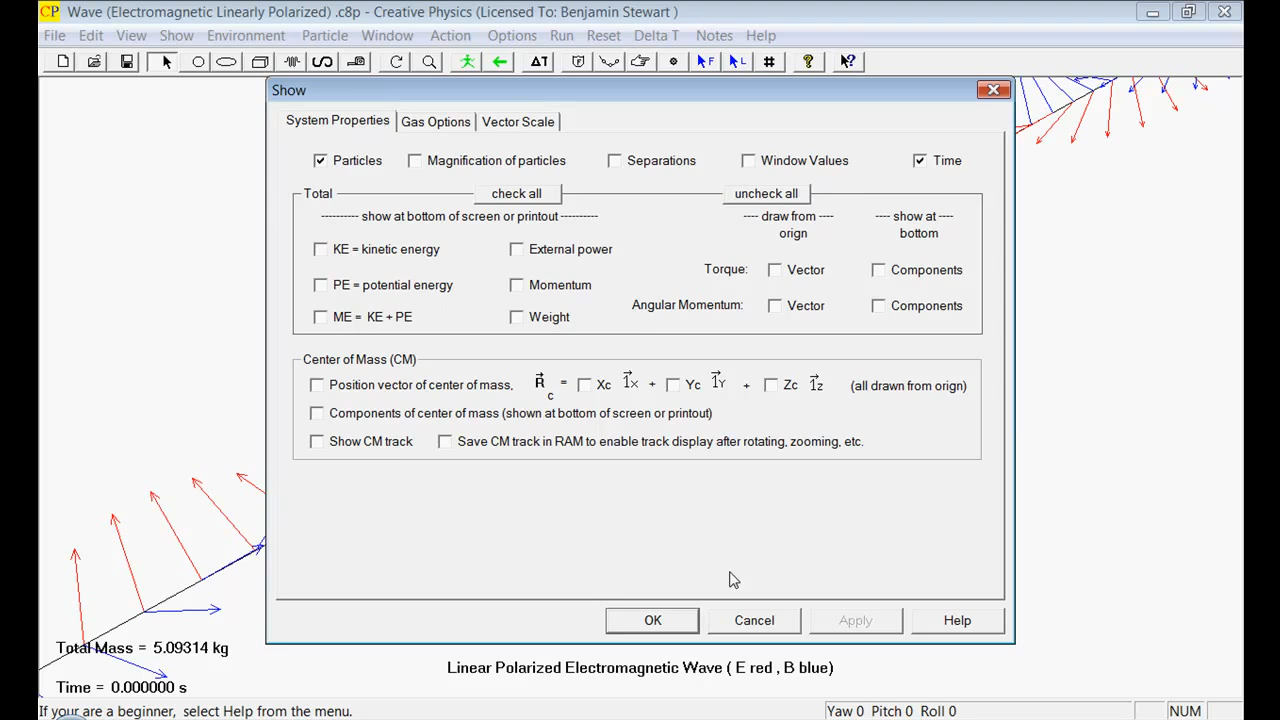 CP Wave (Electromagnetic Linearly Polarized) .c8p - Creative Physics (Licensed To: Benjamin Stewart )
File Edit View Show Environment Particle Window Action Options Run Reset Delta T Notes Help
ΔT F L # ? ?
Show
System Properties Gas Options Vector Scale
Particles Magnification of particles Separations Window Values Time
Total check all uncheck all
---------- show at bottom of screen or printout ---------- ---- draw from ---- ---- show at ----
orign bottom
KE = kinetic energy External power
Torque: Vector Components
PE = potential energy Momentum
Angular Momentum: Vector Components
ME = KE + PE Weight
Center of Mass (CM)
Position vector of center of mass, R c = Xc 1x + Yc 1Y + Zc 1z (all drawn from orign)
Components of center of mass (shown at bottom of screen or printout)
Show CM track Save CM track in RAM to enable track display after rotating, zooming, etc.
OK Cancel Apply Help
Total Mass = 5.09314 kg
Linear Polarized Electromagnetic Wave ( E red , B blue)
Time = 0.000000 s
If your are a beginner, select Help from the menu. Yaw 0 Pitch 0 Roll 0 NUM